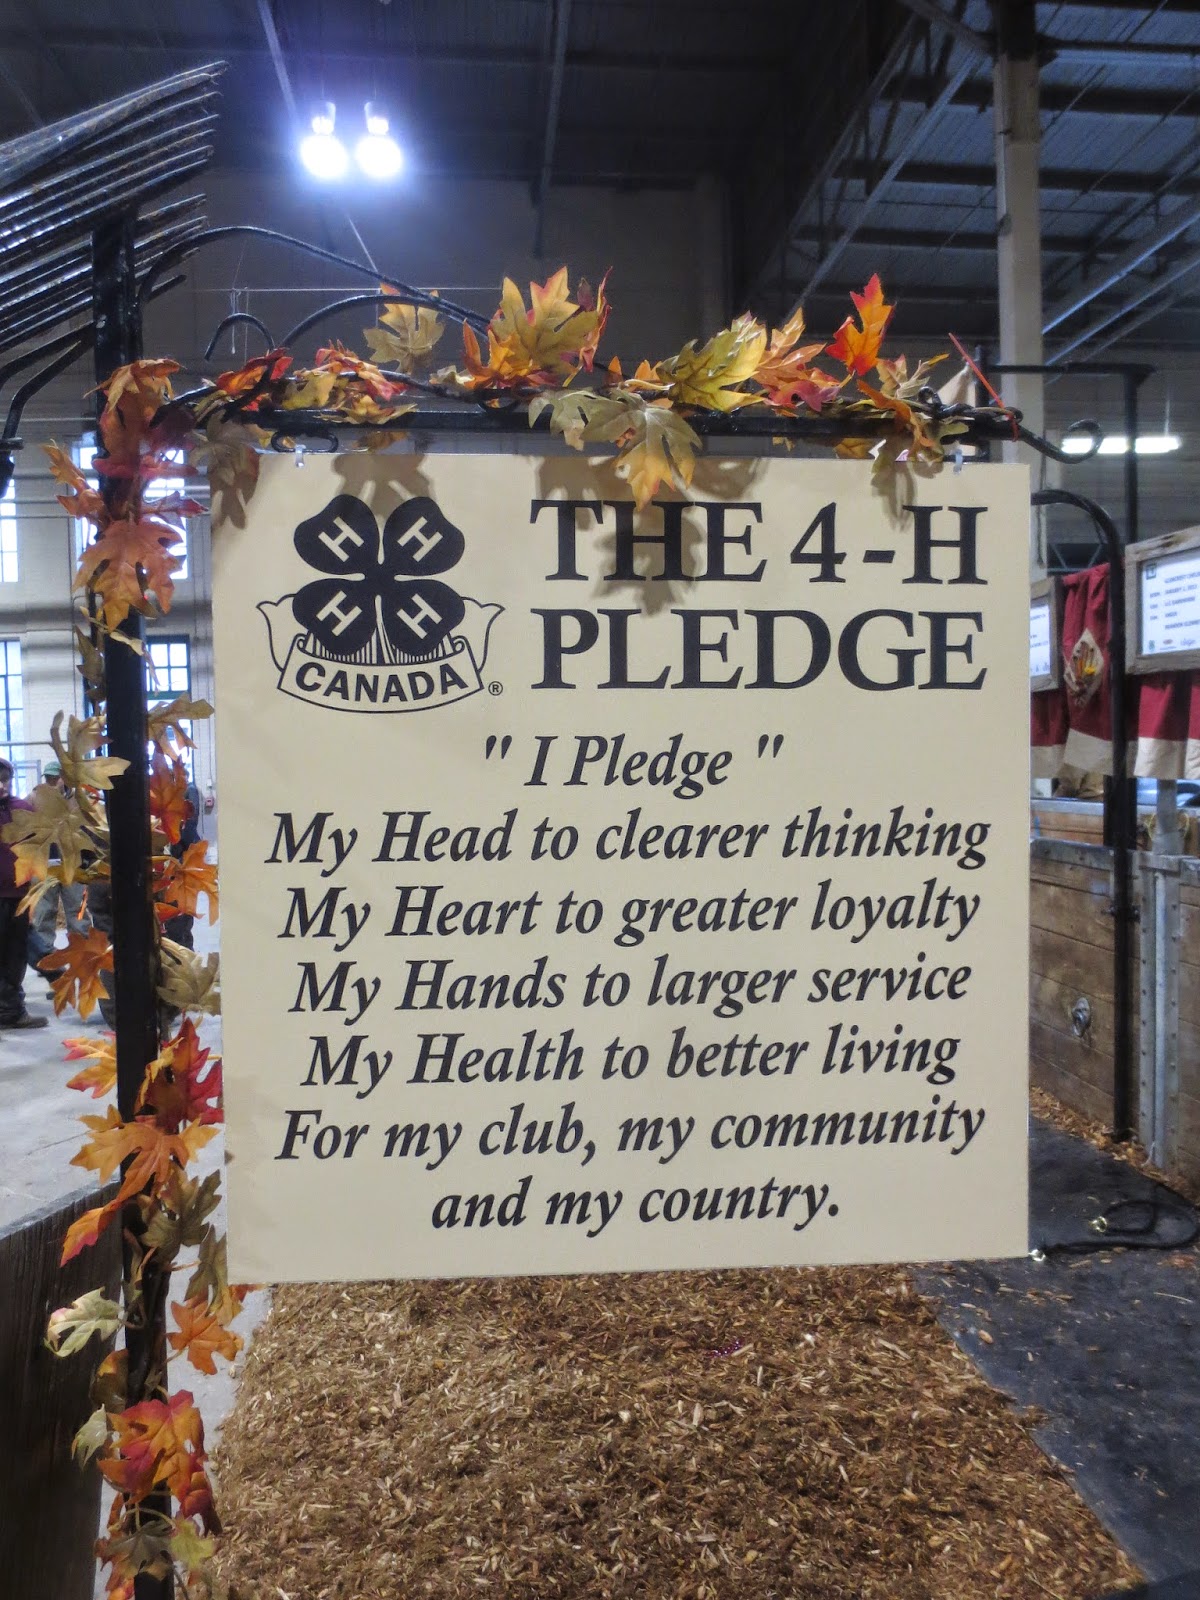 H H
H H
CANADA ®
THE 4-H
PLEDGE
" I Pledge "
My Head to clearer thinking
My Heart to greater loyalty
My Hands to larger service
My Health to better living
For my club, my community
and my country.